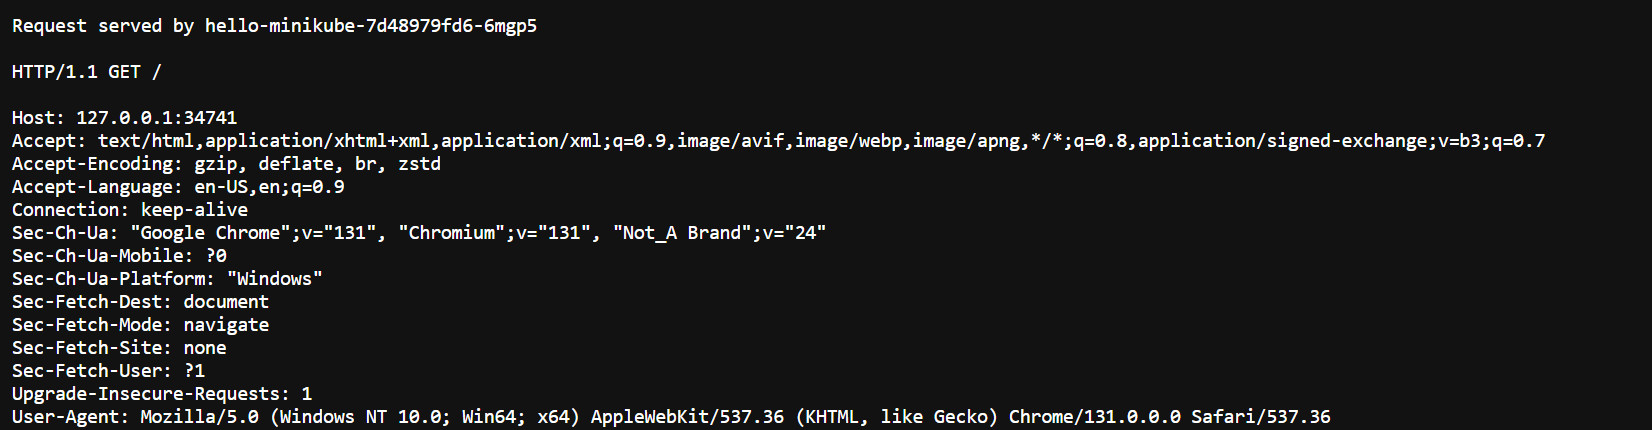 Request served by hello-minikube-7d48979fd6-6mgp5
HTTP/1.1 GET /
Host: 127.0.0.1:34741
Accept: text/html,application/xhtml+xml,application/xml;q=0.9,image/avif,image/webp,image/apng,*/*;q=0.8,application/signed-exchange;v=b3;q=0.7
Accept-Encoding: gzip, deflate, br, zstd
Accept-Language: en-US,en;q=0.9
Connection: keep-alive
Sec-Ch-Ua: "Google Chrome";v="131", "Chromium";v="131", "Not_A Brand";v="24"
Sec-Ch-Ua-Mobile: ?0
Sec-Ch-Ua-Platform: "Windows"
Sec-Fetch-Dest: document
Sec-Fetch-Mode: navigate
Sec-Fetch-Site: none
Sec-Fetch-User: ?1
Upgrade-Insecure-Requests: 1
User-Agent: Mozilla/5.0 (Windows NT 10.0; Win64; x64) AppleWebKit/537.36 (KHTML, like Gecko) Chrome/131.0.0.0 Safari/537.36